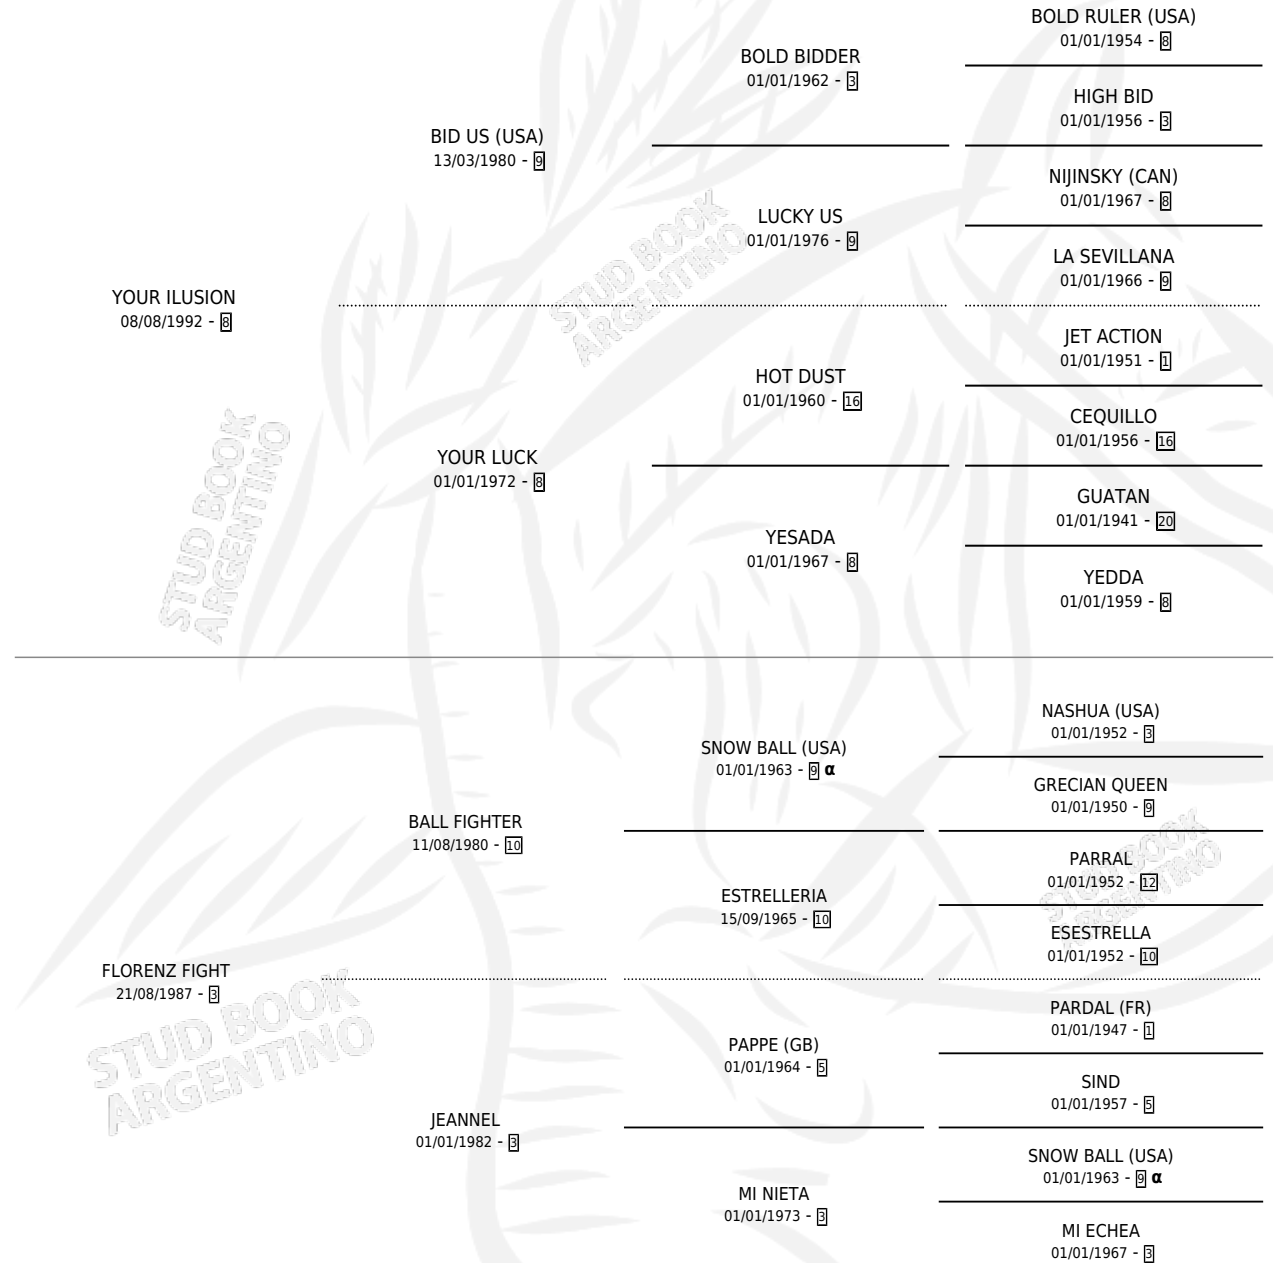 BOLD RULER (USA)
01/01/1954 - 8
BOLD BIDDER
01/01/1962 - 3
HIGH BID
01/01/1956 - 3
BID US (USA)
13/03/1980 - 9
NIJINSKY (CAN)
01/01/1967 - 8
LUCKY US
01/01/1976 - 9
LA SEVILLANA
01/01/1966 - 9
STUD BOOK
ARGENTINO
YOUR ILUSION
08/08/1992 - 8
JET ACTION
01/01/1951 - 1
HOT DUST
01/01/1960 - 16
CEQUILLO
01/01/1956 - 16
YOUR LUCK
01/01/1972 - 8
GUATAN
01/01/1941 - 20
YESADA
01/01/1967 - 8
YEDDA
01/01/1959 - 8
STUD BOOK
ARGENTINO
NASHUA (USA)
01/01/1952 - 3
SNOW BALL (USA)
01/01/1963 - 9 α
GRECIAN QUEEN
01/01/1950 - 9
BALL FIGHTER
11/08/1980 - 10
PARRAL
01/01/1952 - 12
ESTRELLERIA
15/09/1965 - 10
ESESTRELLA
01/01/1952 - 10
STUD BOOK
ARGENTINO
FLORENZ FIGHT
21/08/1987 - 3
PARDAL (FR)
01/01/1947 - 1
PAPPE (GB)
01/01/1964 - 5
SIND
01/01/1957 - 5
STUD BOOK
ARGENTINO
JEANNEL
01/01/1982 - 3
SNOW BALL (USA)
01/01/1963 - 9 α
MI NIETA
01/01/1973 - 3
MI ECHEA
01/01/1967 - 3